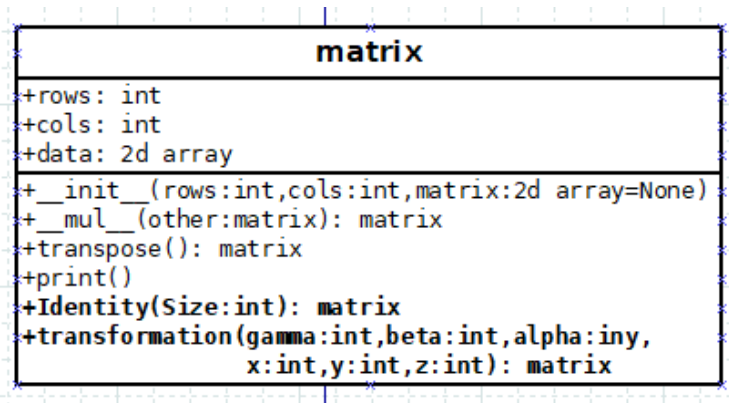 matrix
+rows: int
+cols: int
+data: 2d array
+__init__(rows:int,cols:int,matrix:2d array=None)
+__mul__(other:matrix): matrix
+transpose(): matrix
+print()
+Identity(Size:int): matrix
+transformation(gamma:int,beta:int,alpha:iny,
x:int,y:int,z:int): matrix